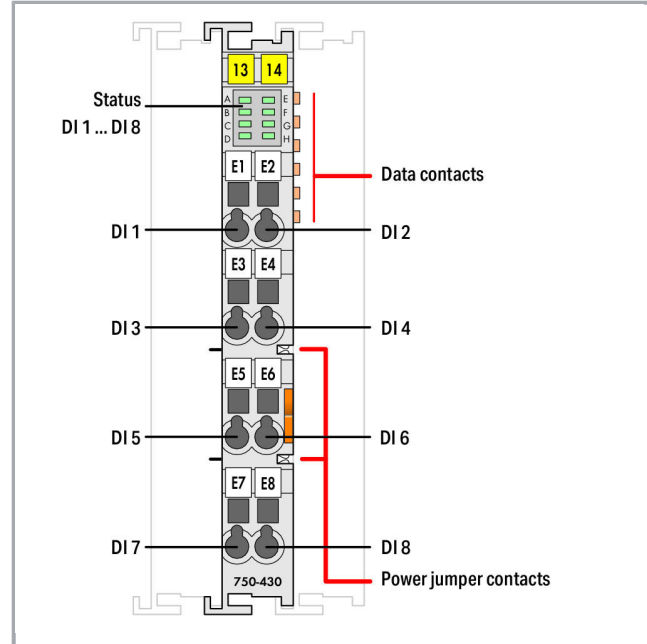 13 14
Status
DI 1 ... DI 8
A E
B F
C G
D H
E1 E2
Data contacts
DI 1
DI 2
E3 E4
DI 3
DI 4
E5 E6
DI 5
DI 6
E7 E8
DI 7
DI 8
750-430
Power jumper contacts